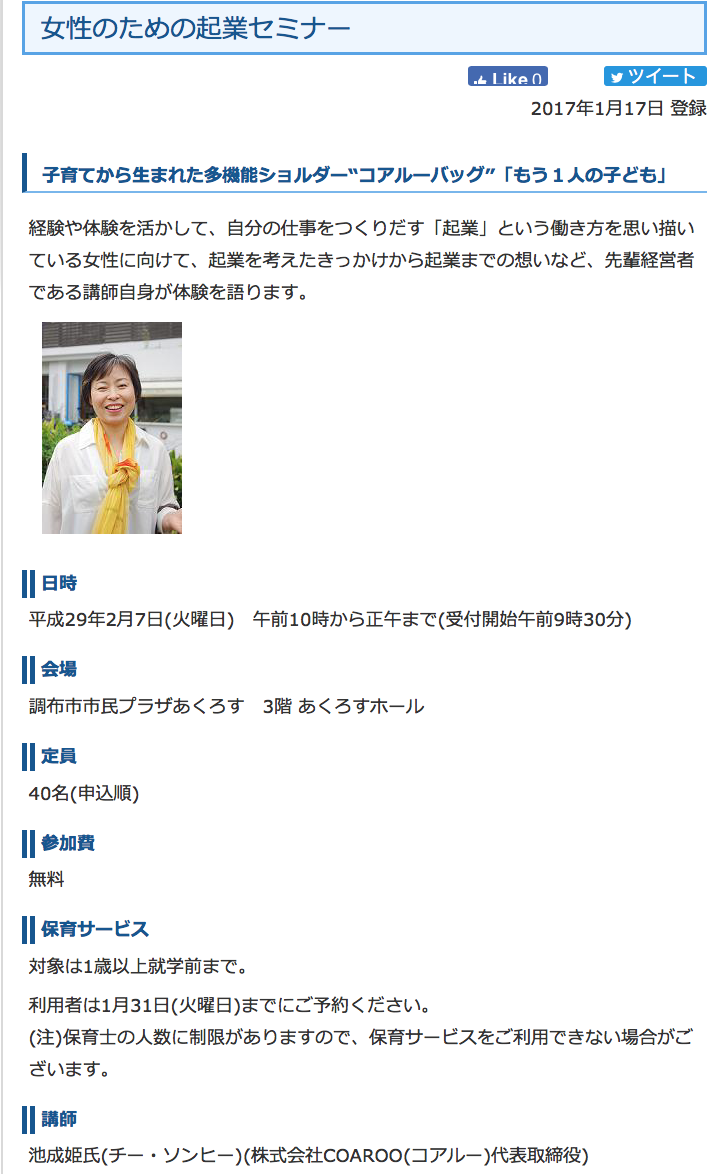 女性のための起業セミナー
Like 0
ツイート
2017年1月17日 登録
子育てから生まれた多機能ショルダー“コアルーバッグ”「もう１人の子ども」
経験や体験を活かして、自分の仕事をつくりだす「起業」という働き方を思い描い
ている女性に向けて、起業を考えたきっかけから起業までの想いなど、先輩経営者
である講師自身が体験を語ります。
日時
平成29年2月7日(火曜日)　午前10時から正午まで(受付開始午前9時30分)
会場
調布市市民プラザあくろす　3階 あくろすホール
定員
40名(申込順)
参加費
無料
保育サービス
対象は1歳以上就学前まで。
利用者は1月31日(火曜日)までにご予約ください。
(注)保育士の人数に制限がありますので、保育サービスをご利用できない場合がご
ざいます。
講師
池成姫氏(チー・ソンヒー)(株式会社COAROO(コアルー)代表取締役)